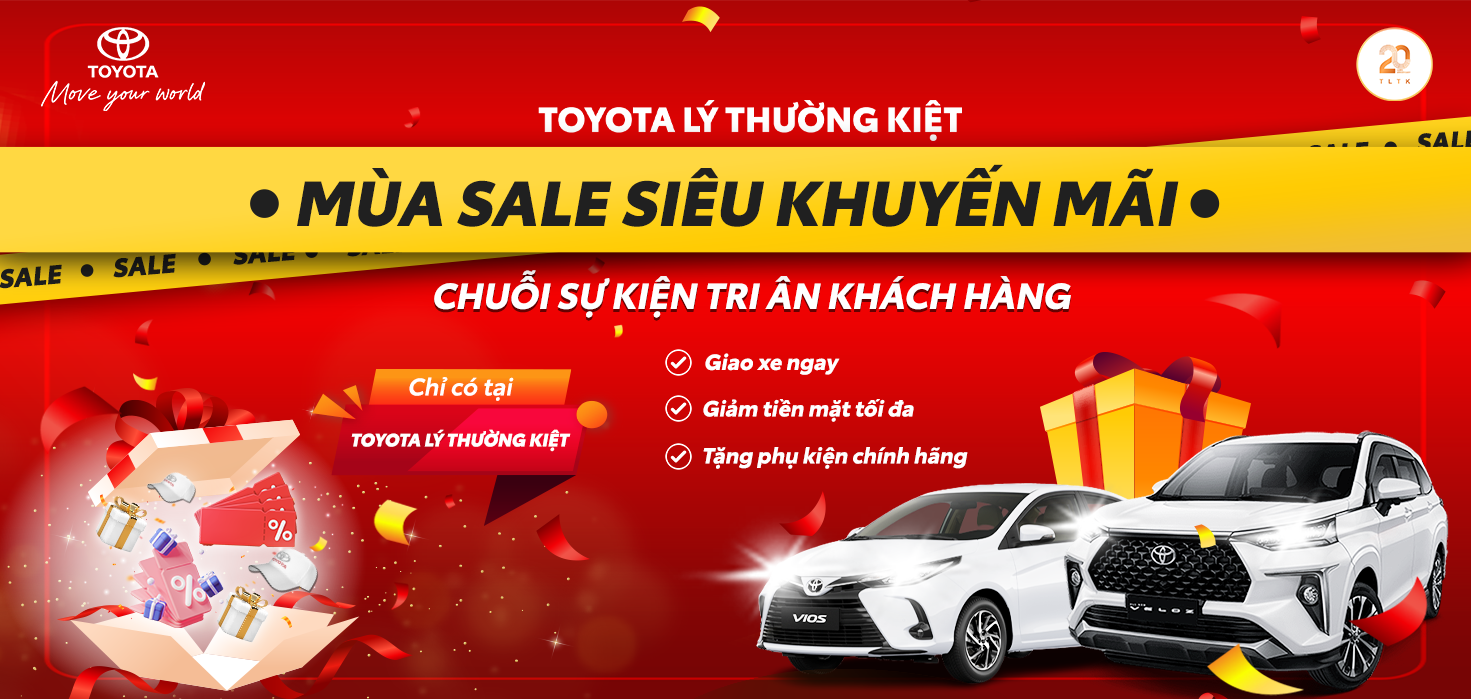 TOYOTA
Move your world
20
TLTK
TOYOTA LÝ THƯỜNG KIỆT
SALE
• MÙA SALE SIÊU KHUYẾN MÃI •
SALE • SALE • SALE •
CHUỖI SỰ KIỆN TRI ÂN KHÁCH HÀNG
Giao xe ngay
Giảm tiền mặt tối đa
Tặng phụ kiện chính hãng
Chỉ có tại
TOYOTA LÝ THƯỜNG KIỆT
%
%
VIOS
VELOZ